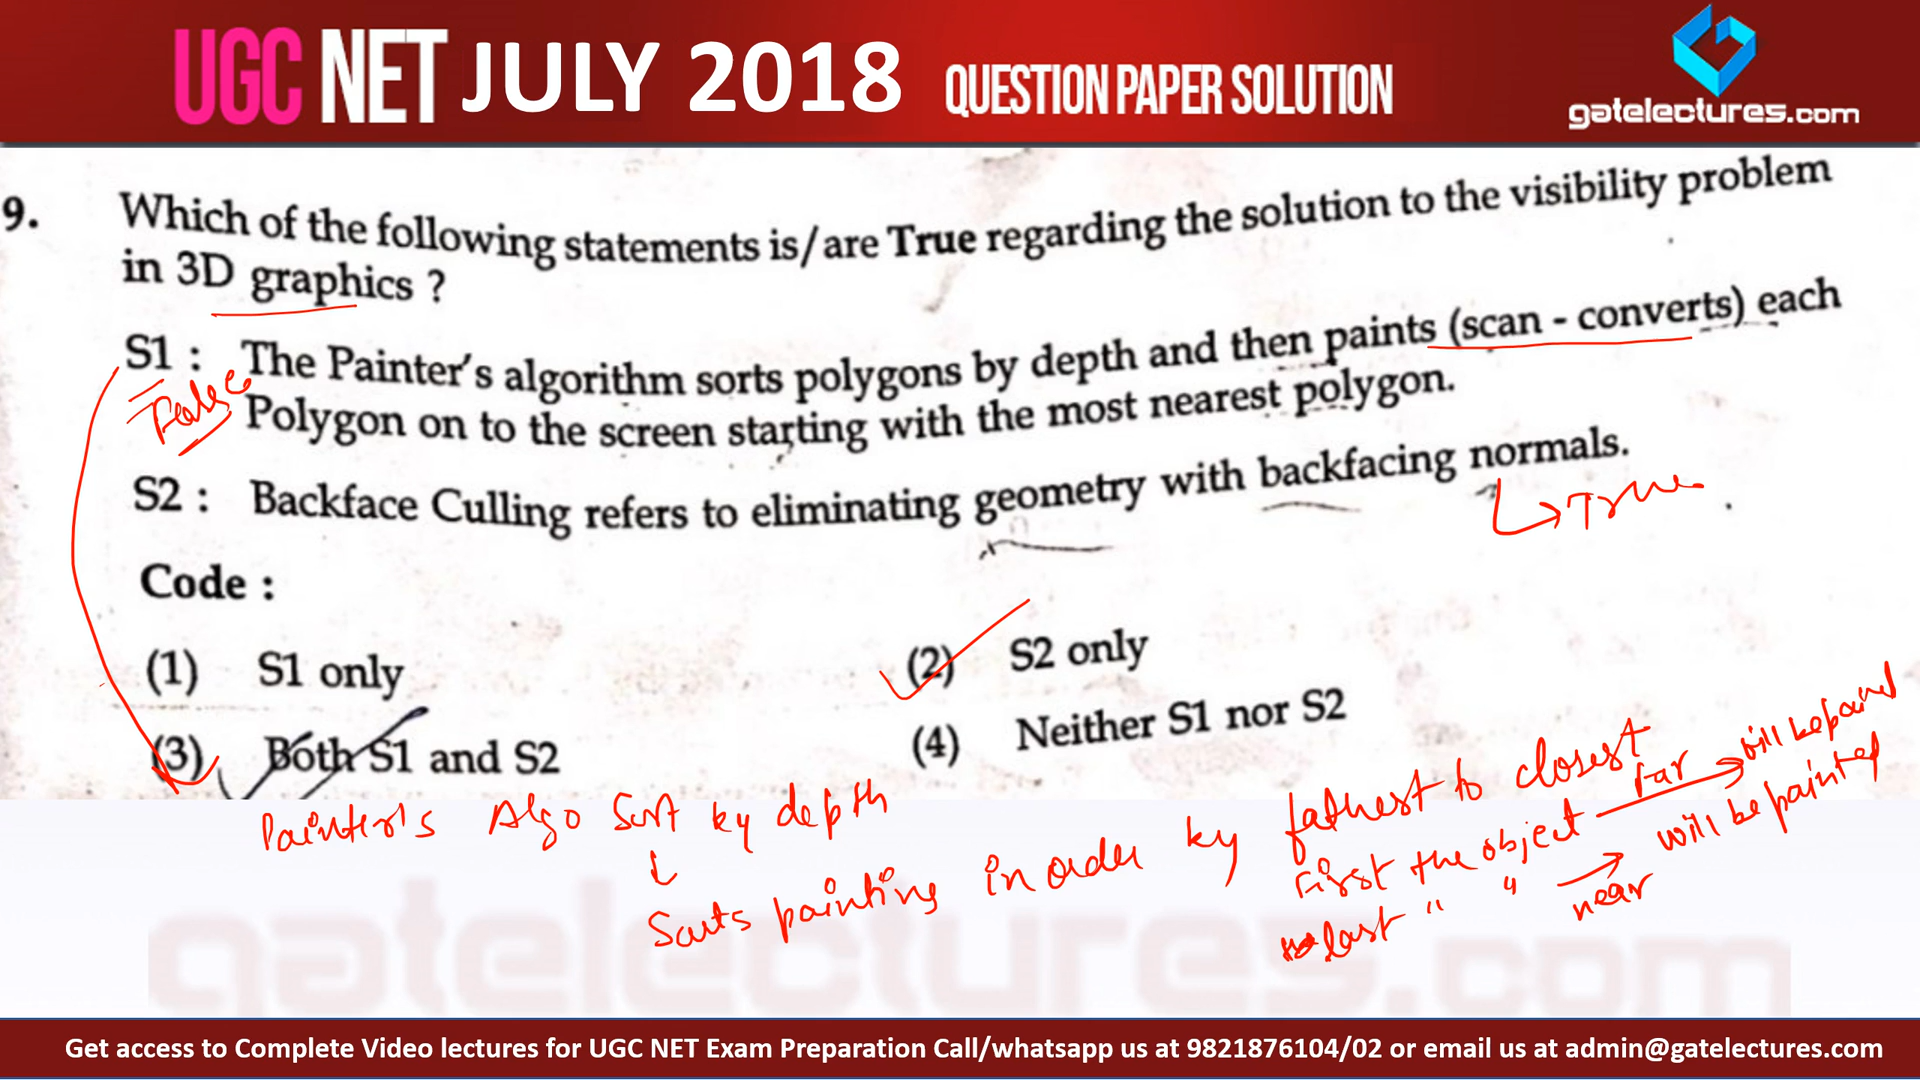 UGC NET JULY 2018 QUESTION PAPER SOLUTION
gatelectures.com
9. Which of the following statements is/are True regarding the solution to the visibility problem
in 3D graphics ?
S1 : The Painter's algorithm sorts polygons by depth and then paints (scan - converts) each
False
Polygon on to the screen starting with the most nearest polygon.
S2 : Backface Culling refers to eliminating geometry with backfacing normals.
True
Code :
(1) S1 only
(2) S2 only
(3) Both S1 and S2
(4) Neither S1 nor S2
Painter's Algo Sort by depth
Sorts painting in order by fathest to closest
First the object far will be paind
last " " near will be painted
gatelectures.com
Get access to Complete Video lectures for UGC NET Exam Preparation Call/whatsapp us at 9821876104/02 or email us at admin@gatelectures.com